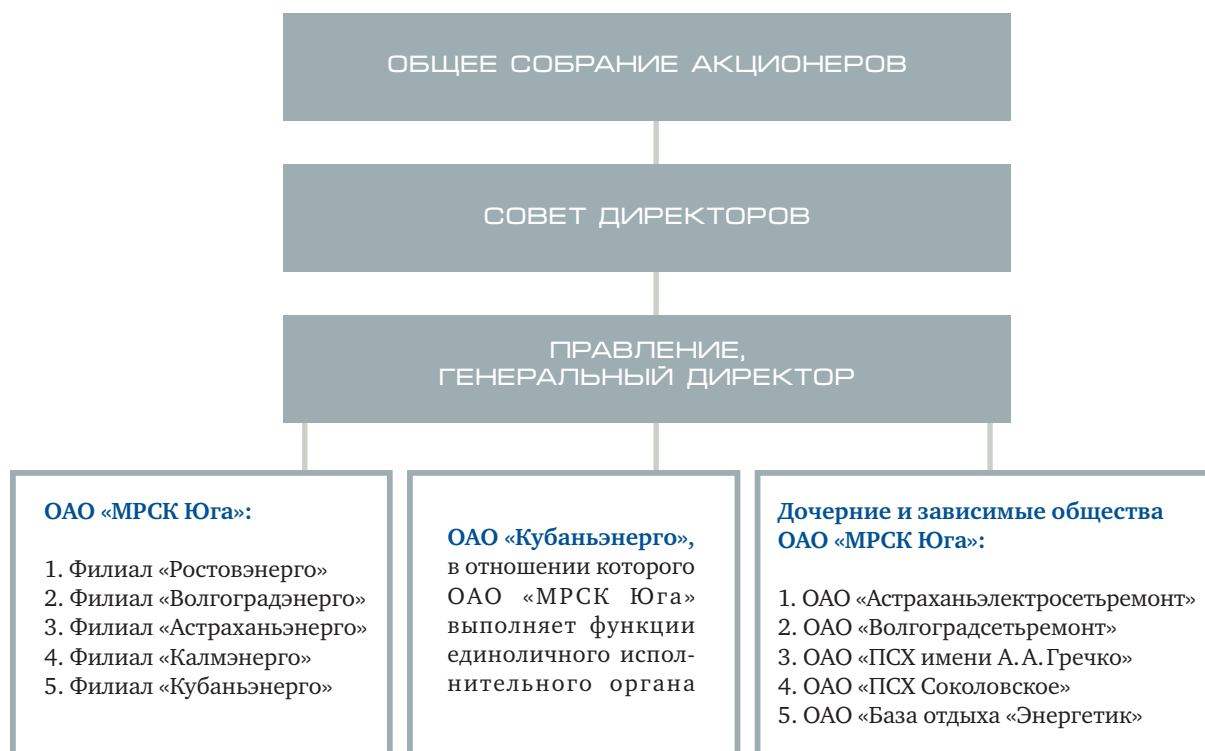 ОБЩЕЕ СОБРАНИЕ АКЦИОНЕРОВ
СОВЕТ ДИРЕКТОРОВ
ПРАВЛЕНИЕ,
ГЕНЕРАЛЬНЫЙ ДИРЕКТОР
ОАО «МРСК Юга»:
1. Филиал «Ростовэнерго»
2. Филиал «Волгоградэнерго»
3. Филиал «Астраханьэнерго»
4. Филиал «Калмэнерго»
5. Филиал «Кубаньэнерго»
ОАО «Кубаньэнерго»,
в отношении которого
ОАО «МРСК Юга»
выполняет функции
единоличного испол-
нительного органа
Дочерние и зависимые общества
ОАО «МРСК Юга»:
1. ОАО «Астраханьэлектросетьремонт»
2. ОАО «Волгоградсетьремонт»
3. ОАО «ПСХ имени А. А. Гречко»
4. ОАО «ПСХ Соколовское»
5. ОАО «База отдыха «Энергетик»